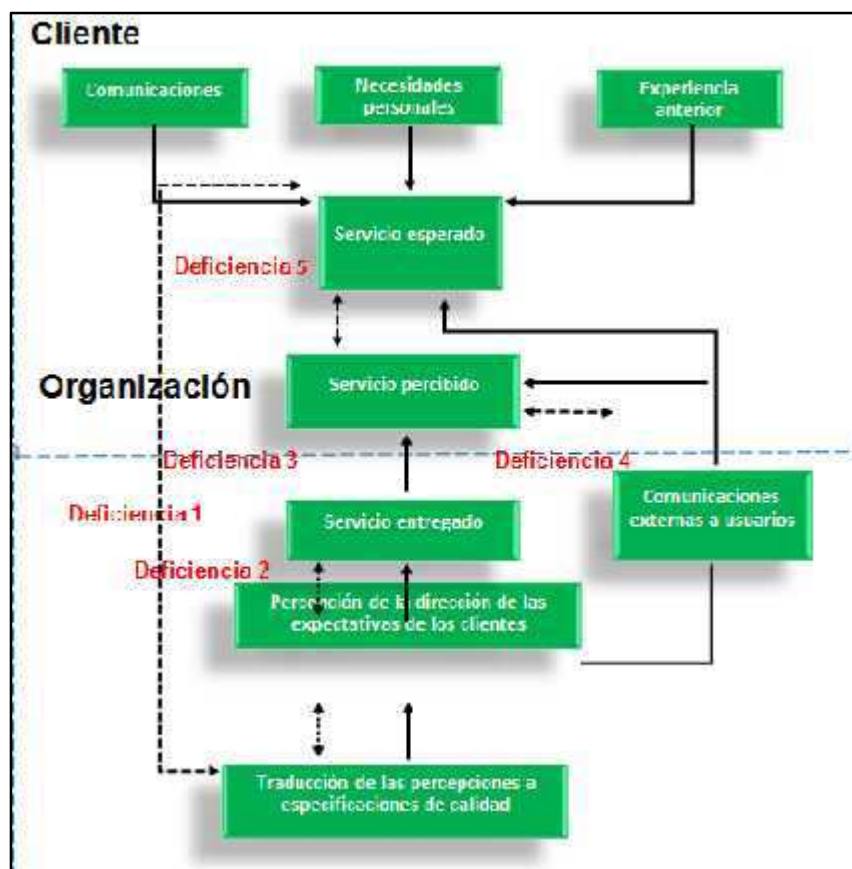 Cliente
Comunicaciones
Necesidades
personales
Experiencia
anterior
Servicio esperado
Deficiencia 5
Servicio percibido
Organización
Deficiencia 3
Deficiencia 4
Deficiencia 1
Servicio entregado
Comunicaciones
externas a usuarios
Deficiencia 2
Percepción de la dirección de las
expectativas de los clientes
Traducción de las percepciones a
especificaciones de calidad